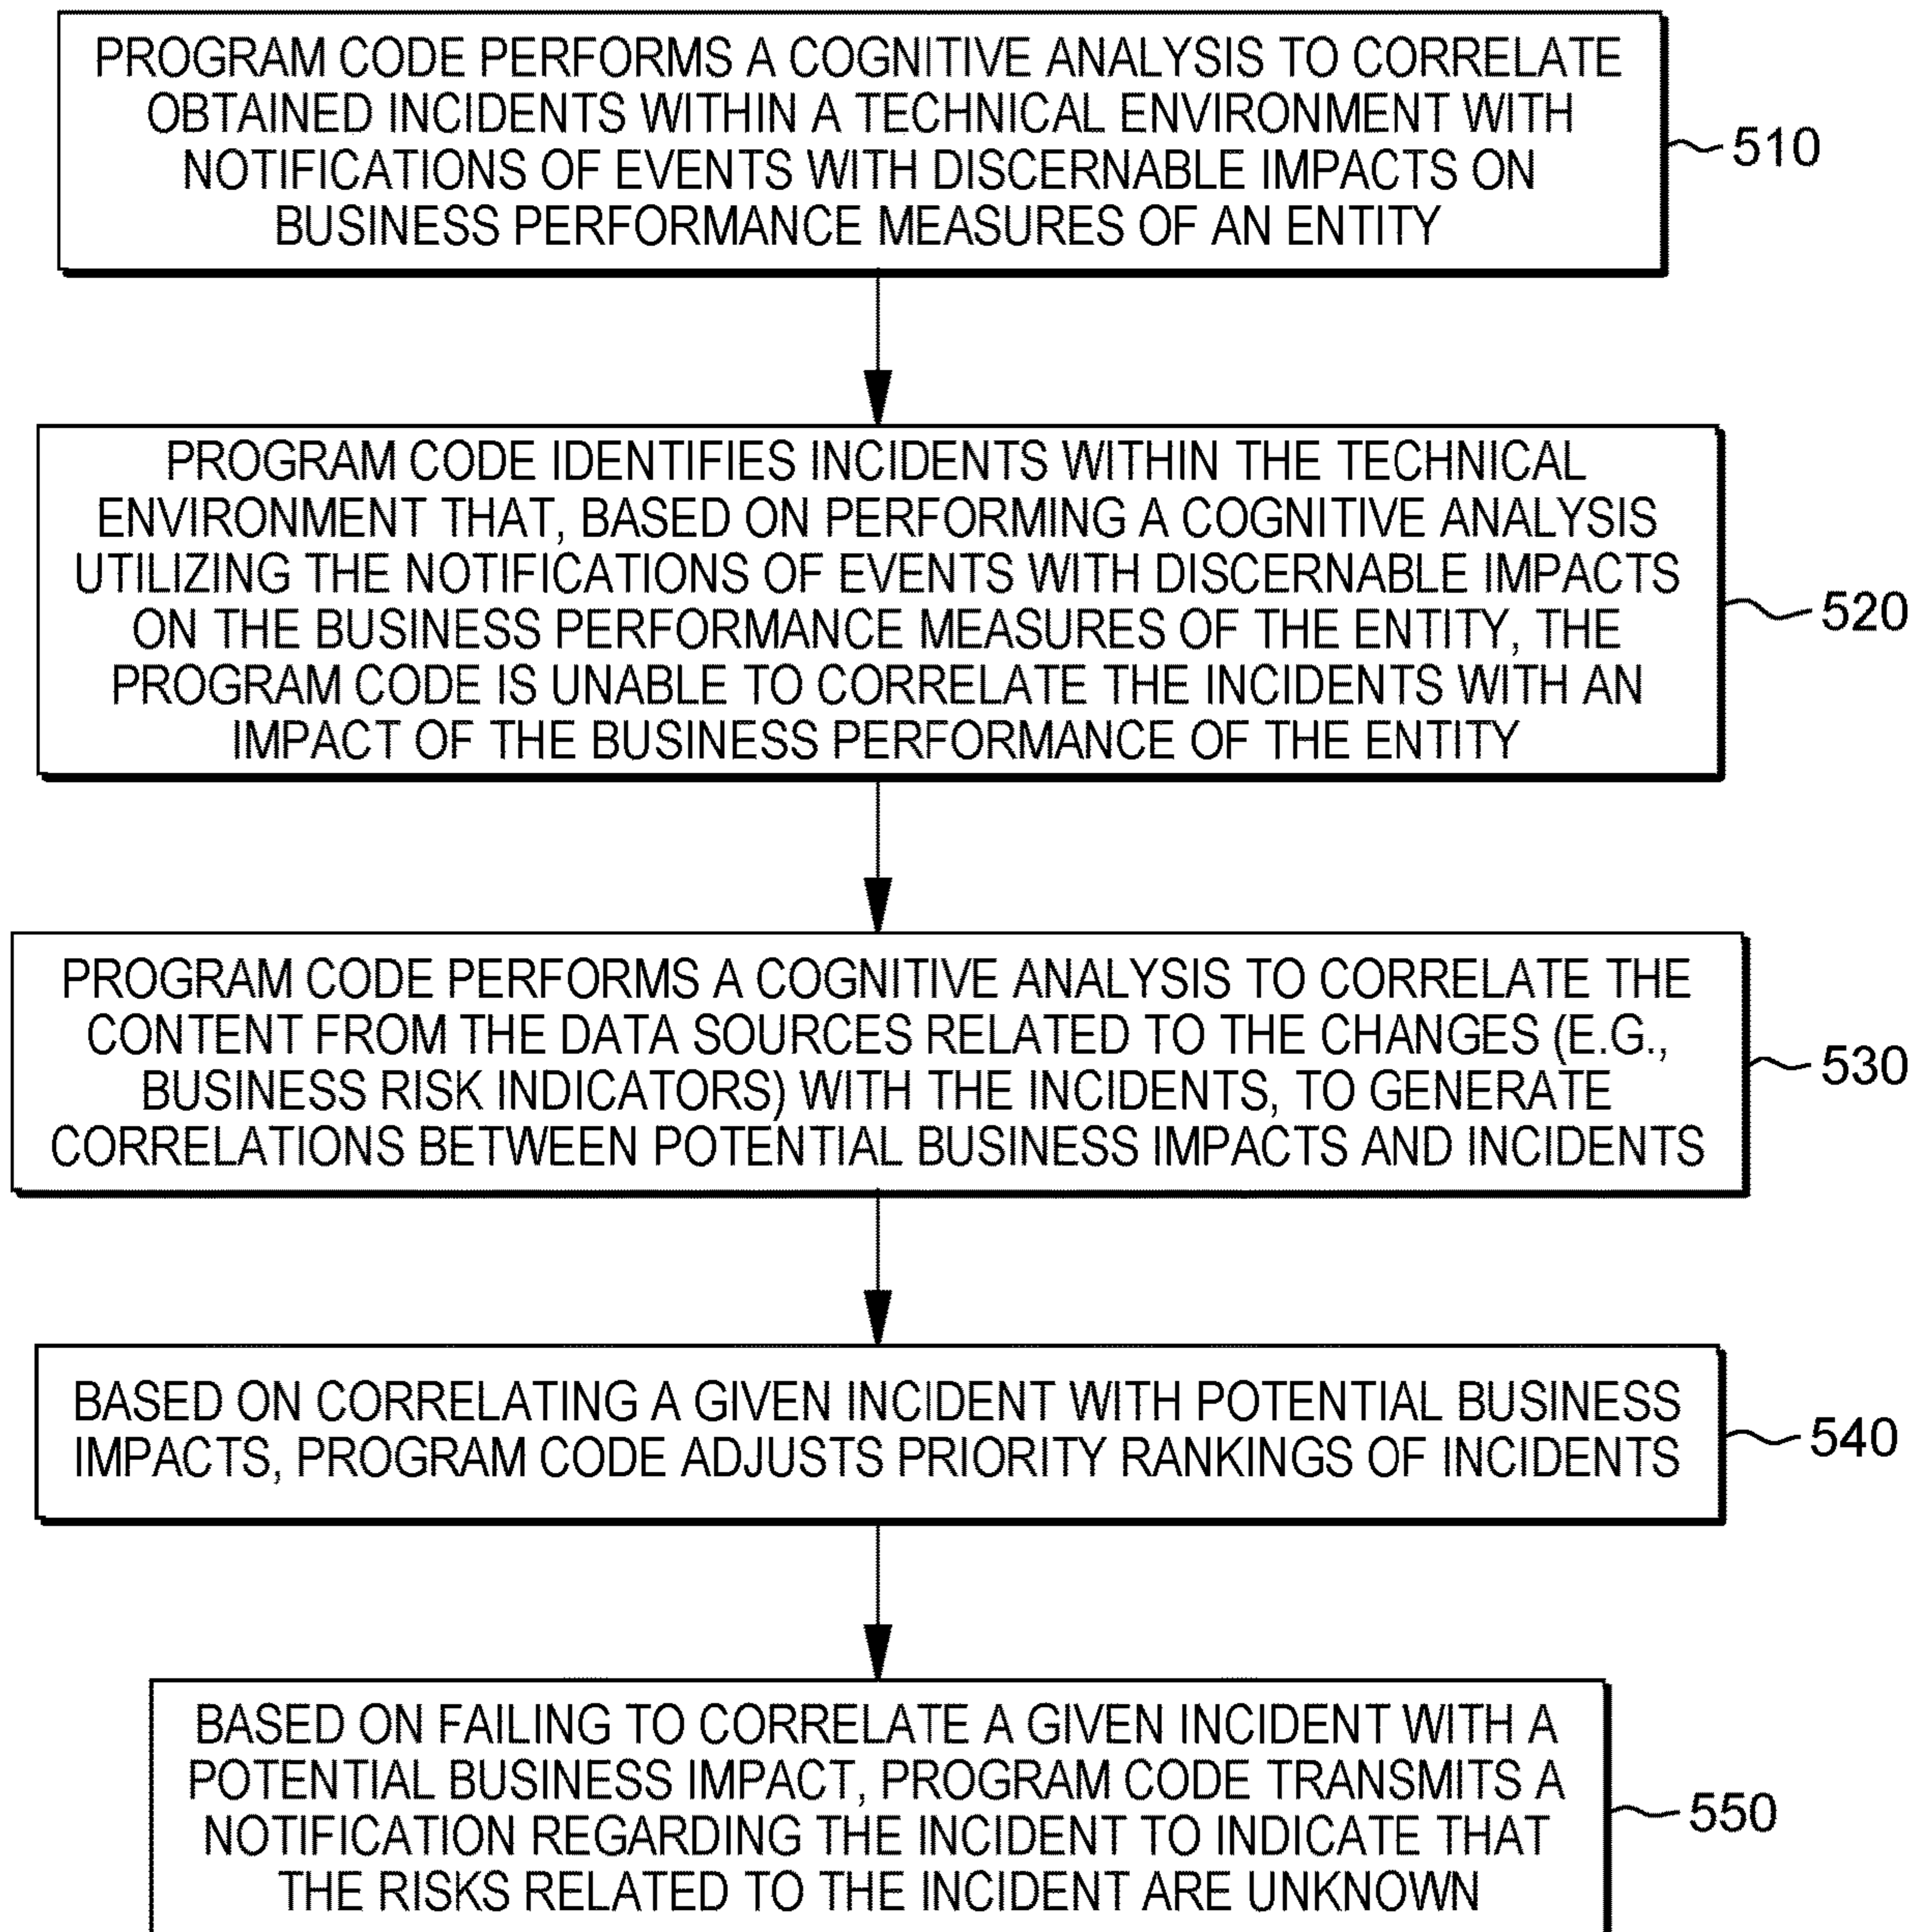 PROGRAM CODE PERFORMS A COGNITIVE ANALYSIS TO CORRELATE
OBTAINED INCIDENTS WITHIN A TECHNICAL ENVIRONMENT WITH
NOTIFICATIONS OF EVENTS WITH DISCERNABLE IMPACTS ON
BUSINESS PERFORMANCE MEASURES OF AN ENTITY
510
PROGRAM CODE IDENTIFIES INCIDENTS WITHIN THE TECHNICAL
ENVIRONMENT THAT, BASED ON PERFORMING A COGNITIVE ANALYSIS
UTILIZING THE NOTIFICATIONS OF EVENTS WITH DISCERNABLE IMPACTS
ON THE BUSINESS PERFORMANCE MEASURES OF THE ENTITY, THE
PROGRAM CODE IS UNABLE TO CORRELATE THE INCIDENTS WITH AN
IMPACT OF THE BUSINESS PERFORMANCE OF THE ENTITY
520
PROGRAM CODE PERFORMS A COGNITIVE ANALYSIS TO CORRELATE THE
CONTENT FROM THE DATA SOURCES RELATED TO THE CHANGES (E.G.,
BUSINESS RISK INDICATORS) WITH THE INCIDENTS, TO GENERATE
CORRELATIONS BETWEEN POTENTIAL BUSINESS IMPACTS AND INCIDENTS
530
BASED ON CORRELATING A GIVEN INCIDENT WITH POTENTIAL BUSINESS
IMPACTS, PROGRAM CODE ADJUSTS PRIORITY RANKINGS OF INCIDENTS
540
BASED ON FAILING TO CORRELATE A GIVEN INCIDENT WITH A
POTENTIAL BUSINESS IMPACT, PROGRAM CODE TRANSMITS A
NOTIFICATION REGARDING THE INCIDENT TO INDICATE THAT
THE RISKS RELATED TO THE INCIDENT ARE UNKNOWN
550